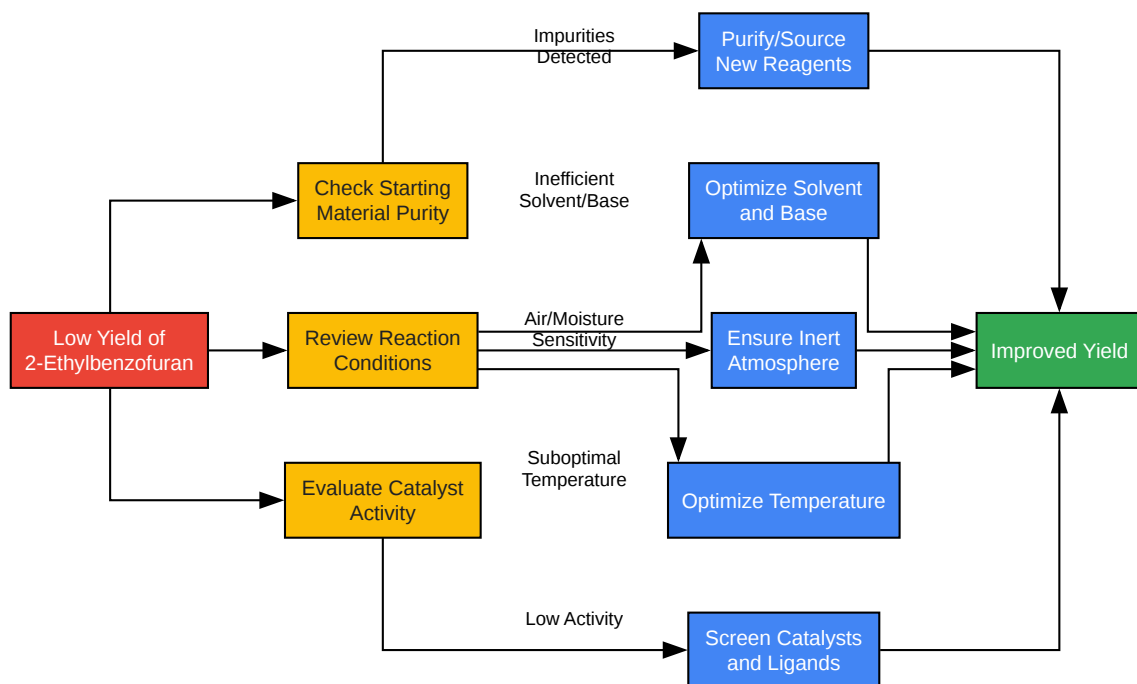 Impurities
Detected
Purify/Source
New Reagents
Check Starting
Material Purity
Inefficient
Solvent/Base
Optimize Solvent
and Base
Low Yield of
2-Ethylbenzofuran
Review Reaction
Conditions
Air/Moisture
Sensitivity
Ensure Inert
Atmosphere
Improved Yield
Evaluate Catalyst
Activity
Suboptimal
Temperature
Optimize Temperature
Low Activity
Screen Catalysts
and Ligands